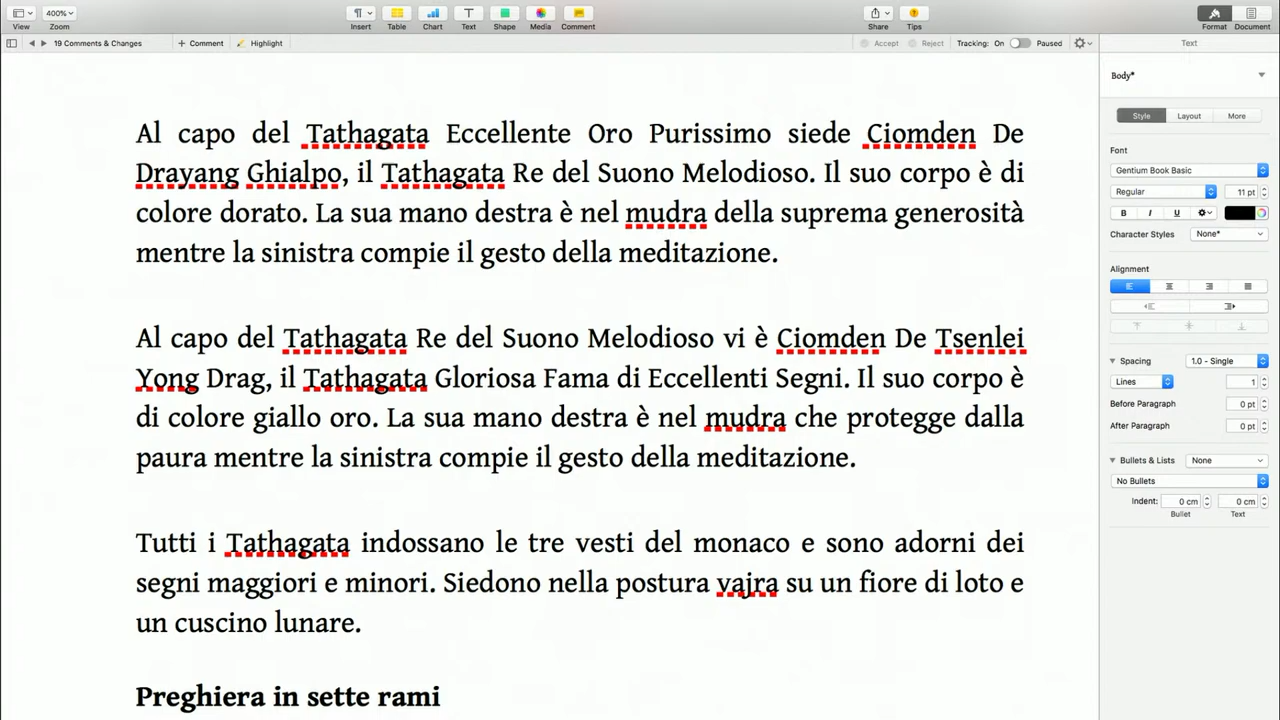 400%
View
Zoom
Insert
Table
Chart
Text
Shape
Media
Comment
Share
Tips
Format
Document
19 Comments & Changes
+ Comment
Highlight
Accept
Reject
Tracking: On
Paused
Text
Al capo del Tathagata Eccellente Oro Purissimo siede Ciomden De
Drayang Ghialpo, il Tathagata Re del Suono Melodioso. Il suo corpo è di
colore dorato. La sua mano destra è nel mudra della suprema generosità
mentre la sinistra compie il gesto della meditazione.
Al capo del Tathagata Re del Suono Melodioso vi è Ciomden De Tsenlei
Yong Drag, il Tathagata Gloriosa Fama di Eccellenti Segni. Il suo corpo è
di colore giallo oro. La sua mano destra è nel mudra che protegge dalla
paura mentre la sinistra compie il gesto della meditazione.
Tutti i Tathagata indossano le tre vesti del monaco e sono adorni dei
segni maggiori e minori. Siedono nella postura vajra su un fiore di loto e
un cuscino lunare.
Preghiera in sette rami
Body*
Style
Layout
More
Font
Gentium Book Basic
Regular
11 pt
B I U
Character Styles
None*
Alignment
Spacing
1.0 - Single
Lines
1
Before Paragraph
0 pt
After Paragraph
0 pt
Bullets & Lists
None
No Bullets
Indent:
0 cm
0 cm
Bullet
Text